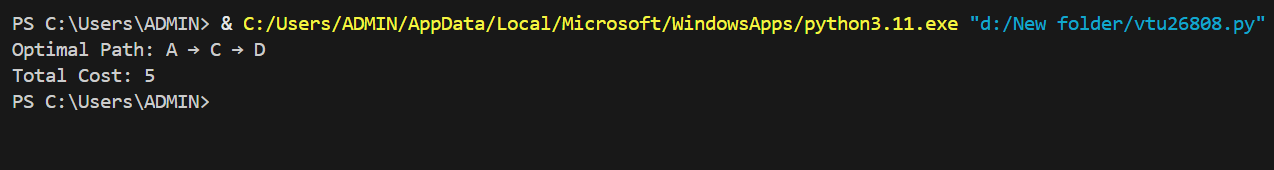 PS C:\Users\ADMIN> & C:/Users/ADMIN/AppData/Local/Microsoft/WindowsApps/python3.11.exe "d:/New folder/vtu26808.py"
Optimal Path: A → C → D
Total Cost: 5
PS C:\Users\ADMIN>